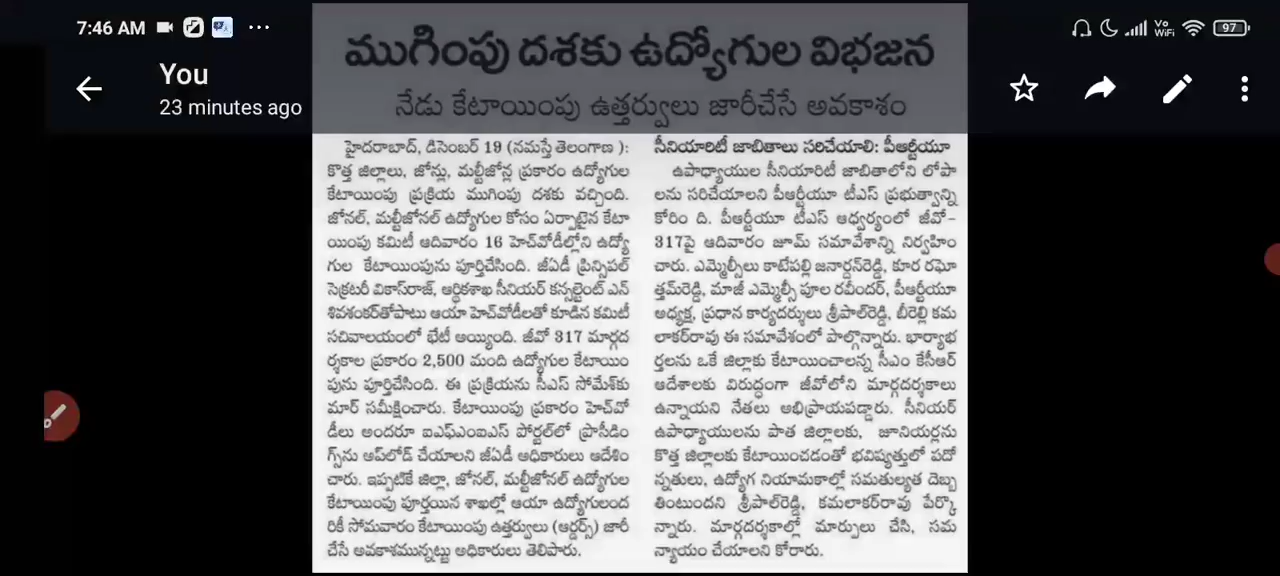 7:46 AM ...
Vo WiFi 97
You
23 minutes ago
ముగింపు దశకు ఉద్యోగుల విభజన
నేడు కేటాయింపు ఉత్తర్వులు జారీచేసే అవకాశం
హైదరాబాద్, డిసెంబర్ 19 (నమస్తే తెలంగాణ ):
కొత్త జిల్లాలు, జోన్లు, మల్టీజోన్ల ప్రకారం ఉద్యోగుల
కేటాయింపు ప్రక్రియ ముగింపు దశకు వచ్చింది.
జోనల్, మల్టీజోనల్ ఉద్యోగుల కోసం ఏర్పాటైన కేటా
యింపు కమిటీ ఆదివారం 16 హెచ్‌వోడీల్లోని ఉద్యో
గుల కేటాయింపును పూర్తిచేసింది. జీఏడీ ప్రిన్సిపల్
సెక్రటరీ వికాస్‌రాజ్, ఆర్థికశాఖ సీనియర్ కన్సల్టెంట్ ఎన్
శివశంకర్‌తోపాటు ఆయా హెచ్‌వోడీలతో కూడిన కమిటీ
సచివాలయంలో భేటీ అయ్యింది. జీవో 317 మార్గద
ర్శకాల ప్రకారం 2,500 మంది ఉద్యోగుల కేటాయిం
పును పూర్తిచేసింది. ఈ ప్రక్రియను సీఎస్ సోమేశ్‌కు
మార్ సమీక్షించారు. కేటాయింపు ప్రకారం హెచ్‌వో
డీలు అందరూ ఐఎఫ్ఎంఐఎస్ పోర్టల్‌లో ప్రొసీడిం
గ్స్‌ను అప్‌లోడ్ చేయాలని జీఏడీ అధికారులు ఆదేశిం
చారు. ఇప్పటికే జిల్లా, జోనల్, మల్టీజోనల్ ఉద్యోగుల
కేటాయింపు పూర్తయిన శాఖల్లో ఆయా ఉద్యోగులంద
రికీ సోమవారం కేటాయింపు ఉత్తర్వులు (ఆర్డర్స్) జారీ
చేసే అవకాశమున్నట్టు అధికారులు తెలిపారు.
సీనియారిటీ జాబితాలు సరిచేయాలి: పీఆర్టీయూ
ఉపాధ్యాయుల సీనియారిటీ జాబితాలోని లోపా
లను సరిచేయాలని పీఆర్టీయూ టీఎస్ ప్రభుత్వాన్ని
కోరిం ది. పీఆర్టీయూ టీఎస్ ఆధ్వర్యంలో జీవో-
317పై ఆదివారం జూమ్ సమావేశాన్ని నిర్వహిం
చారు. ఎమ్మెల్సీలు కాటేపల్లి జనార్దన్‌రెడ్డి, కూర రఘో
త్తమ్‌రెడ్డి, మాజీ ఎమ్మెల్సీ పూల రవీందర్, పీఆర్టీయూ
అధ్యక్ష, ప్రధాన కార్యదర్శులు శ్రీపాల్‌రెడ్డి, బీరెల్లి కమ
లాకర్‌రావు ఈ సమావేశంలో పాల్గొన్నారు. భార్యాభ
ర్తలను ఒకే జిల్లాకు కేటాయించాలన్న సీఎం కేసీఆర్
ఆదేశాలకు విరుద్ధంగా జీవోలోని మార్గదర్శకాలు
ఉన్నాయని నేతలు అభిప్రాయపడ్డారు. సీనియర్
ఉపాధ్యాయులను పాత జిల్లాలకు, జూనియర్లను
కొత్త జిల్లాలకు కేటాయించడంతో భవిష్యత్తులో పదో
న్నతులు, ఉద్యోగ నియామకాల్లో సమతుల్యత దెబ్బ
తింటుందని శ్రీపాల్‌రెడ్డి, కమలాకర్‌రావు పేర్కొ
న్నారు. మార్గదర్శకాల్లో మార్పులు చేసి, సమ
న్యాయం చేయాలని కోరారు.